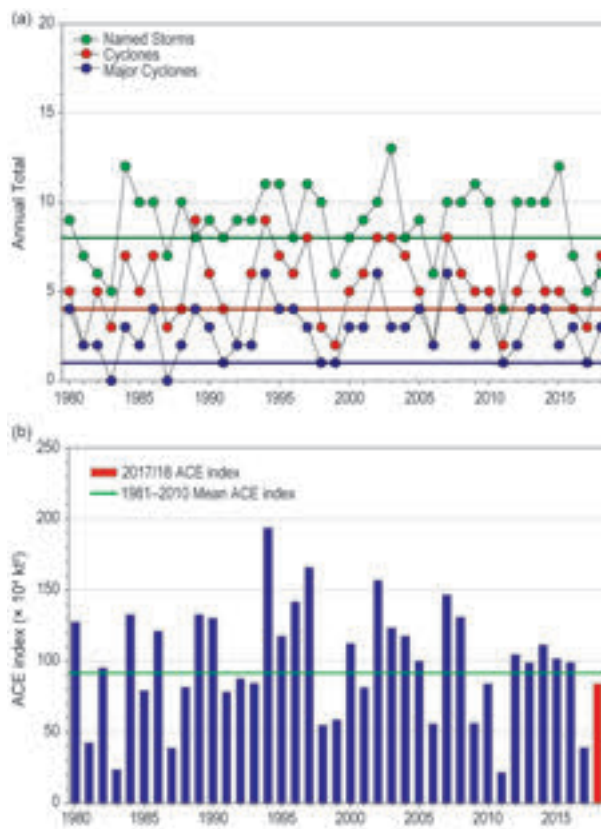 (a)
20
Named Storms
Cyclones
Major Cyclones
15
10
5
0
Annual Total
1980 1985 1990 1995 2000 2005 2010 2015
(b)
250
2017/18 ACE index
1981–2010 Mean ACE index
200
150
100
50
0
ACE index (× 10⁴ kt²)
1980 1985 1990 1995 2000 2005 2010 2015